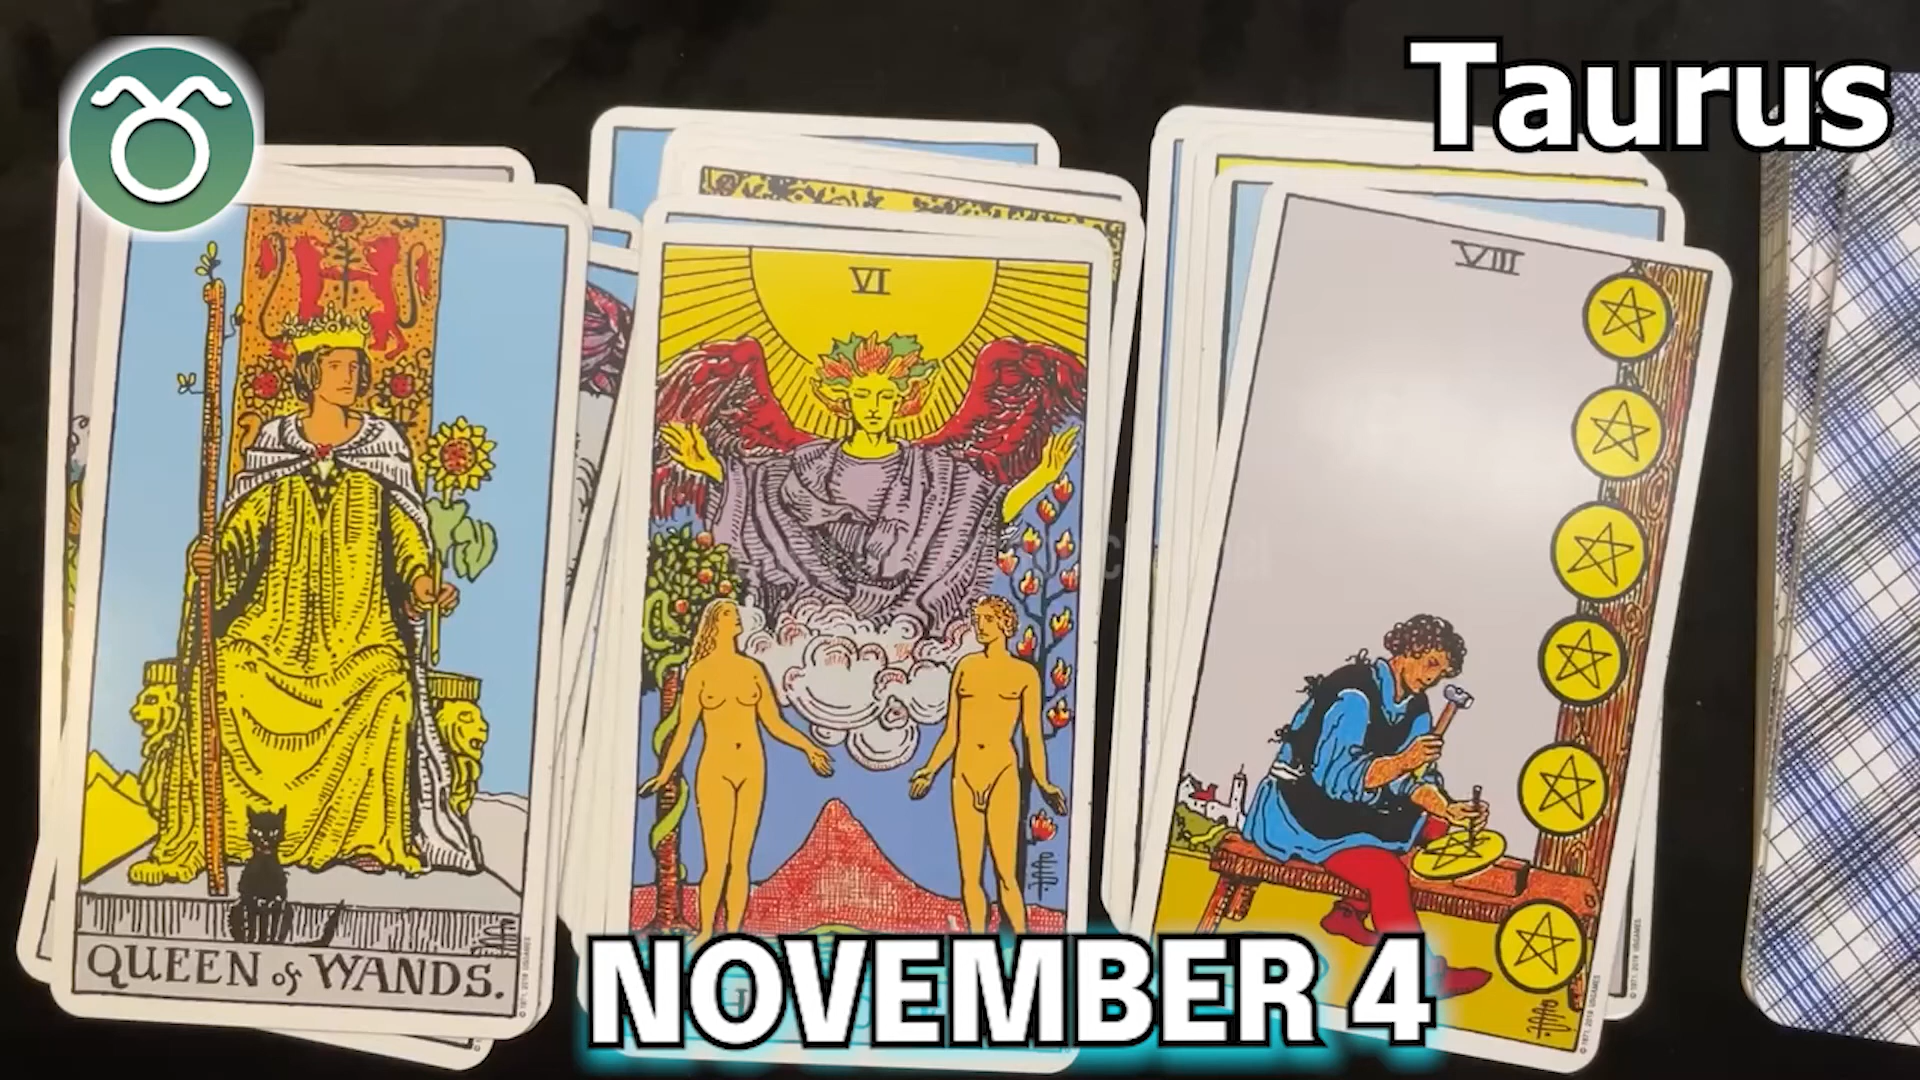 Taurus
VI
VIII
QUEEN of WANDS.
NOVEMBER 4